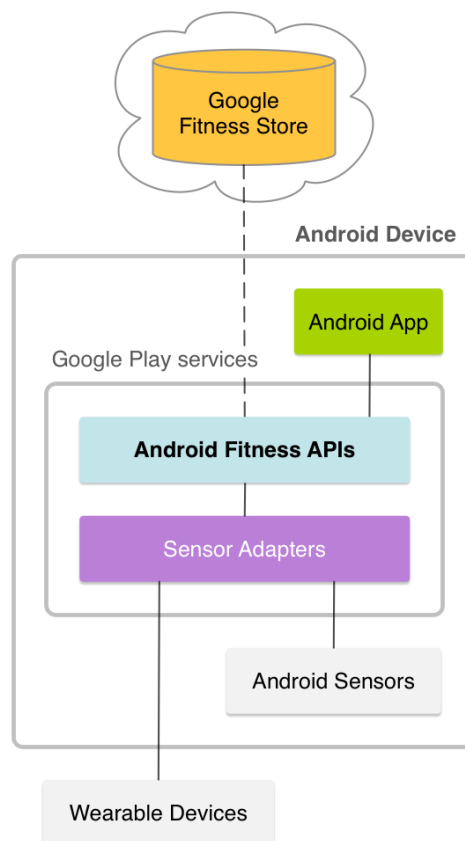 Google
Fitness Store
Android Device
Android App
Google Play services
Android Fitness APIs
Sensor Adapters
Android Sensors
Wearable Devices